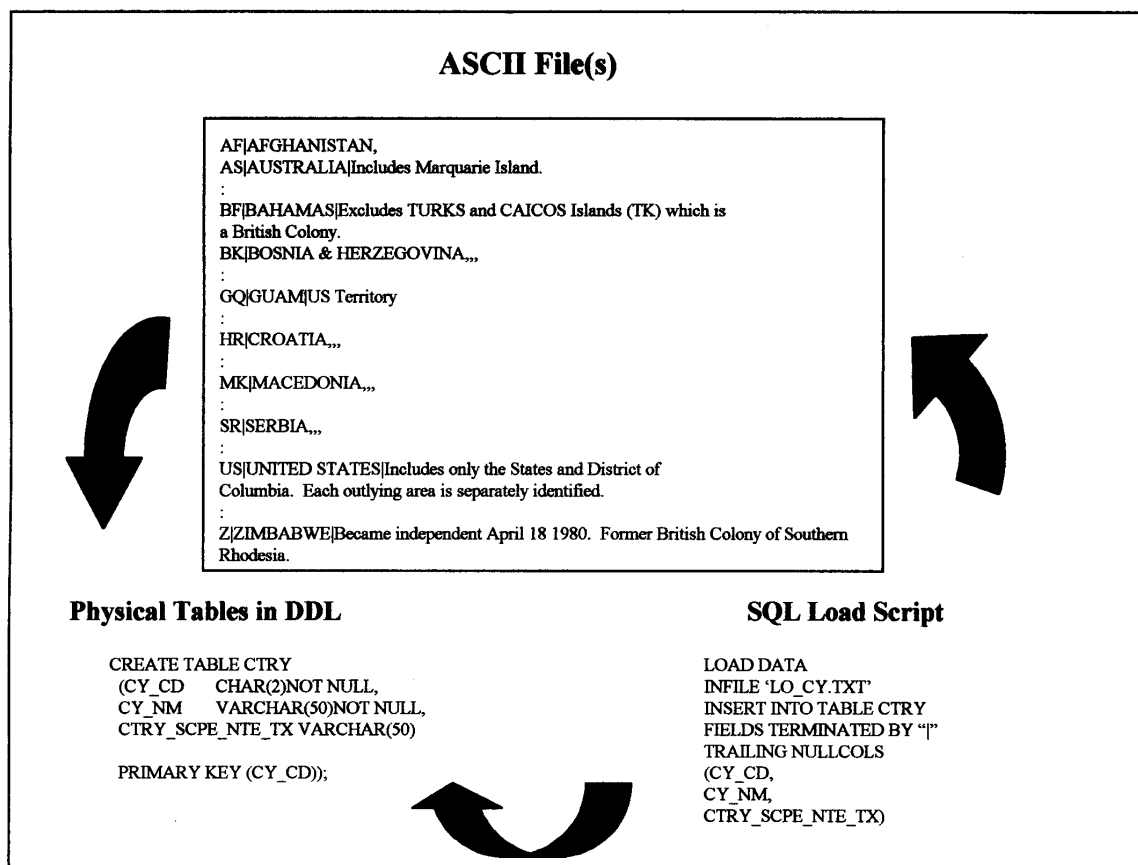 ASCII File(s)
AF|AFGHANISTAN,
AS|AUSTRALIA|Includes Marquarie Island.
:
BF|BAHAMAS|Excludes TURKS and CAICOS Islands (TK) which is
a British Colony.
BK|BOSNIA & HERZEGOVINA,,,
:
GQ|GUAM|US Territory
:
HR|CROATIA,,,
:
MK|MACEDONIA,,,
:
SR|SERBIA,,,
:
US|UNITED STATES|Includes only the States and District of
Columbia. Each outlying area is separately identified.
:
Z|ZIMBABWE|Became independent April 18 1980. Former British Colony of Southern
Rhodesia.
Physical Tables in DDL
CREATE TABLE CTRY
(CY_CD CHAR(2)NOT NULL,
CY_NM VARCHAR(50)NOT NULL,
CTRY_SCPE_NTE_TX VARCHAR(50)
PRIMARY KEY (CY_CD));
SQL Load Script
LOAD DATA
INFILE ‘LO_CY.TXT’
INSERT INTO TABLE CTRY
FIELDS TERMINATED BY “|”
TRAILING NULLCOLS
(CY_CD,
CY_NM,
CTRY_SCPE_NTE_TX)